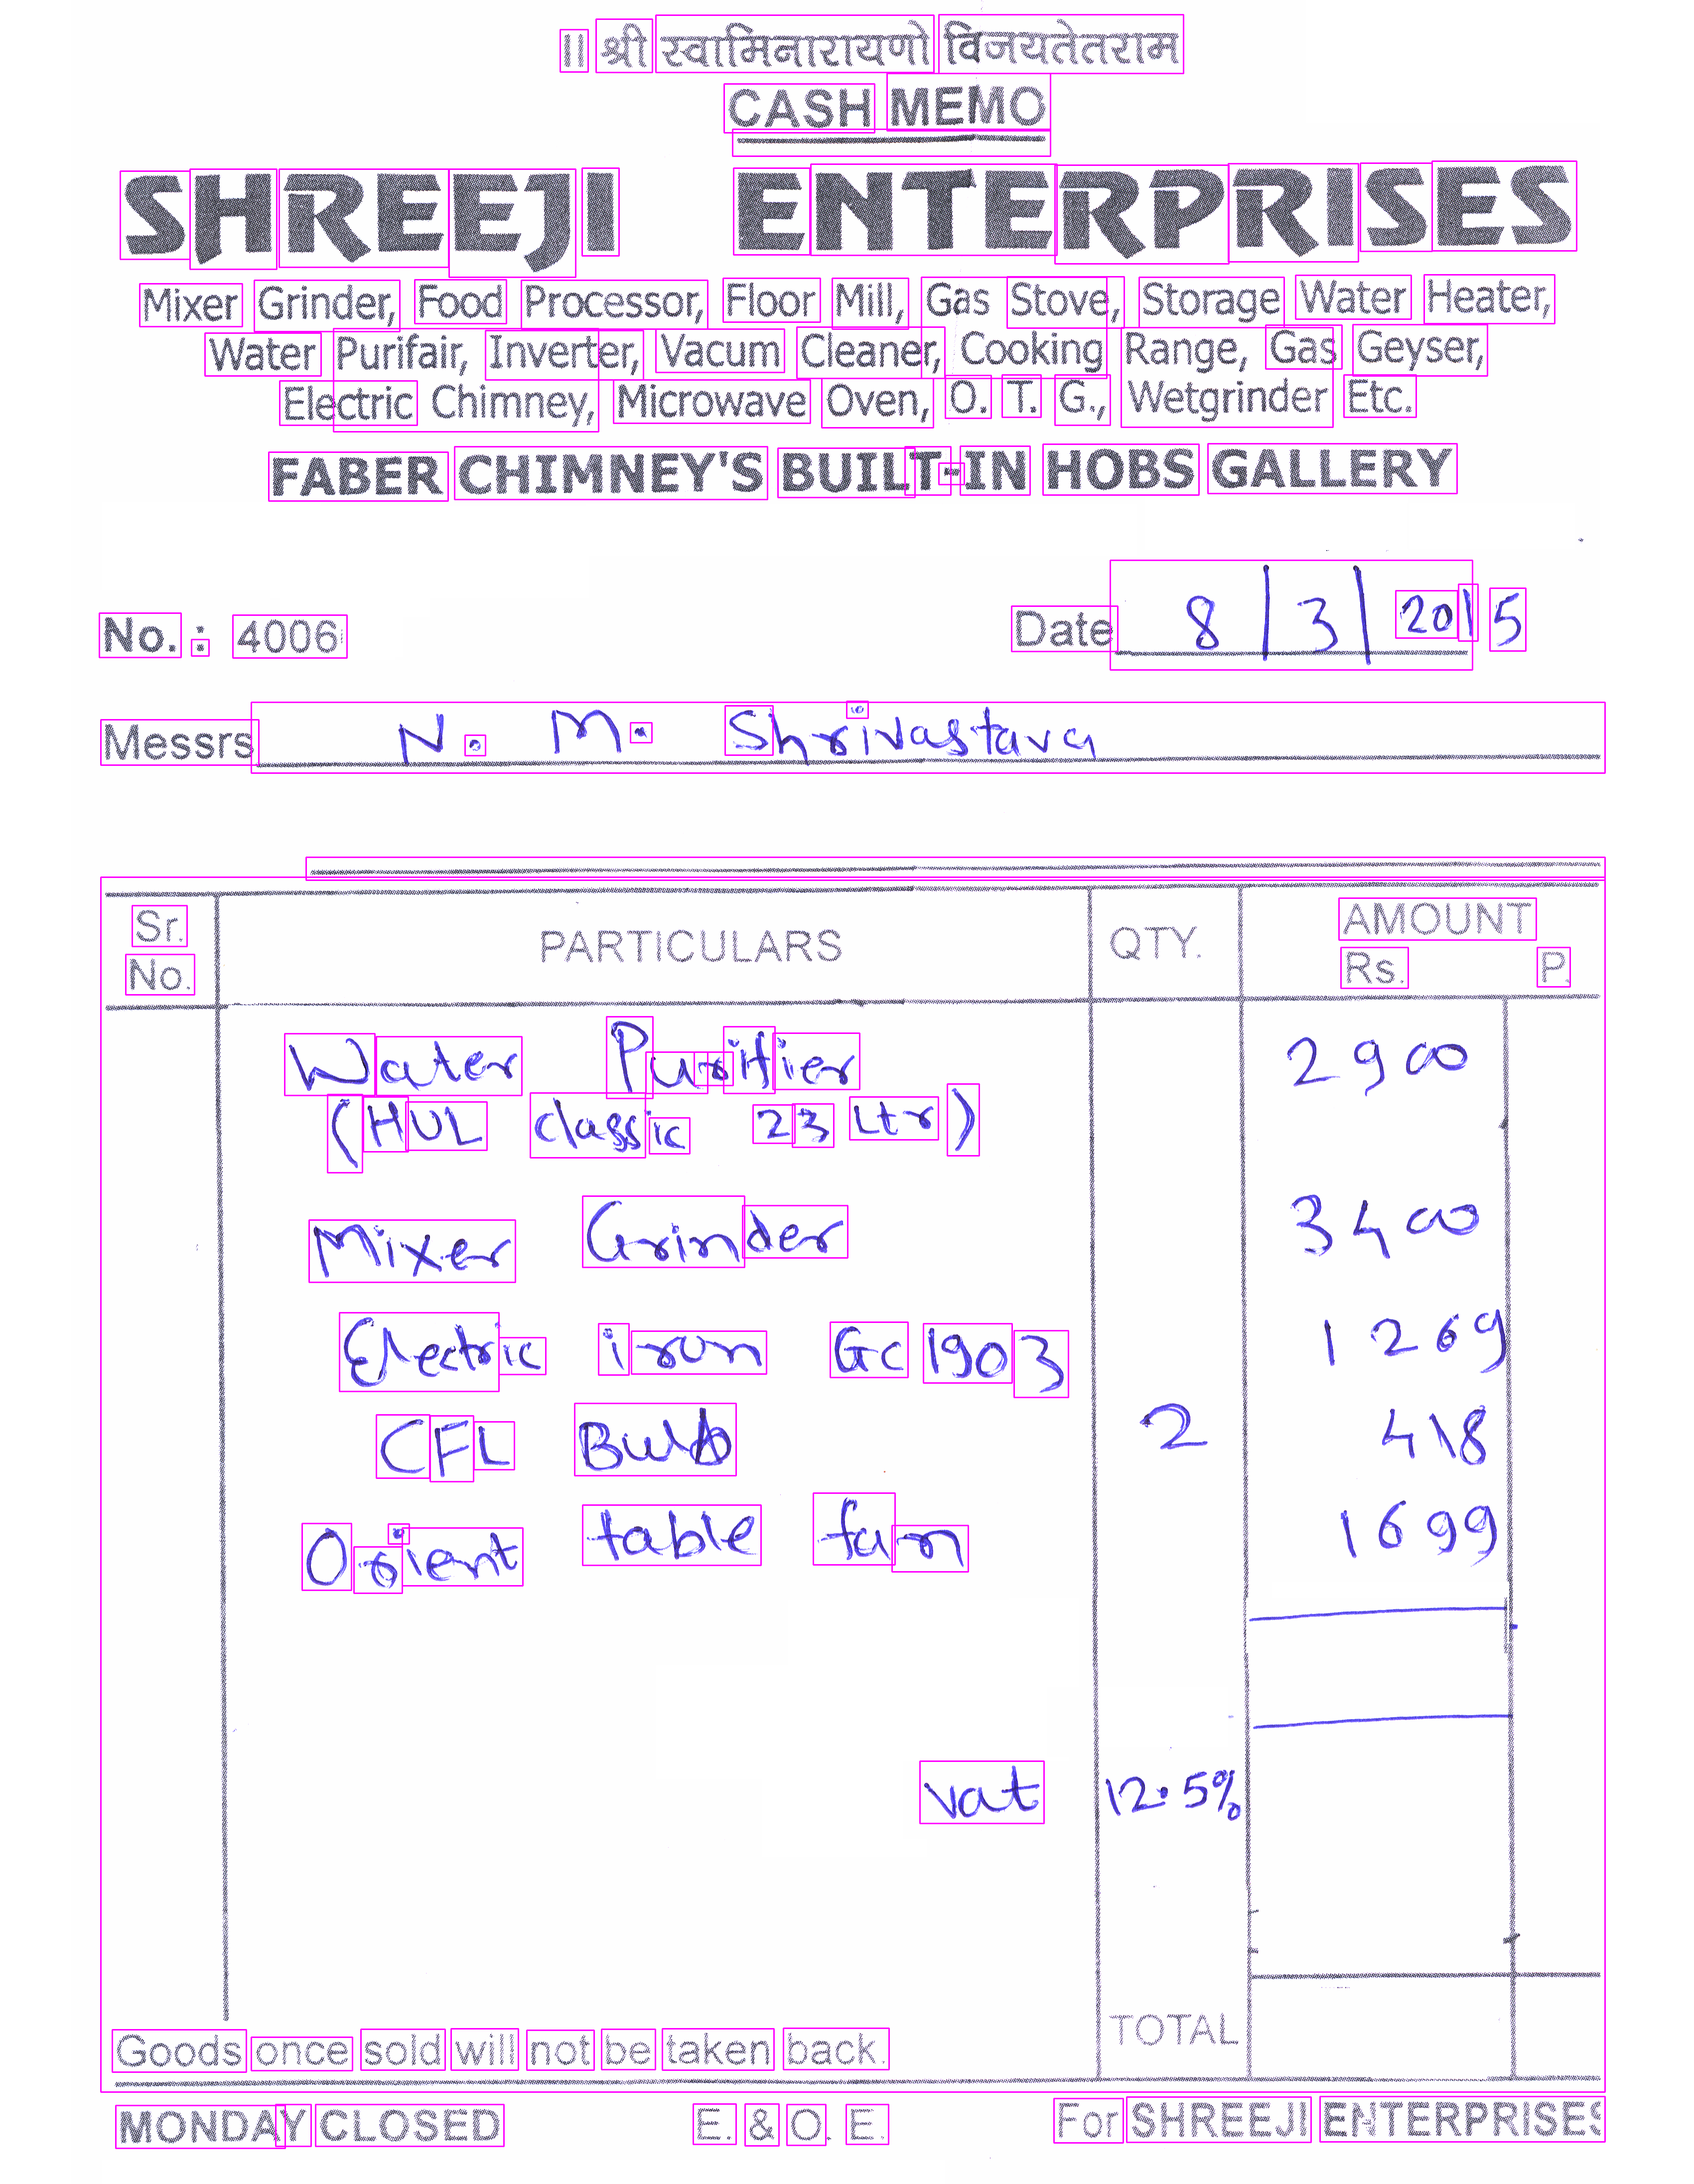 ॥ श्री स्वामिनारायणो विजयतेतराम
CASH MEMO
SHREEJI ENTERPRISES
Mixer Grinder, Food Processor, Floor Mill, Gas Stove, Storage Water Heater,
Water Purifair, Inverter, Vacum Cleaner, Cooking Range, Gas Geyser,
Electric Chimney, Microwave Oven, O. T. G., Wetgrinder Etc.
FABER CHIMNEY'S BUILT-IN HOBS GALLERY
No. : 4006 Date 8/3/2015
Messrs N. M. Shrivastava
Sr. No. PARTICULARS QTY. AMOUNT Rs. P.
Water Purifier 2900
(HUL classic 23 Ltr)
Mixer Grinder 3400
Electric iron GC 1903 1269
CFL Bulb 2 418
Orient table fan 1699
vat 12.5%
TOTAL
Goods once sold will not be taken back.
MONDAY CLOSED E. & O. E. For SHREEJI ENTERPRISES